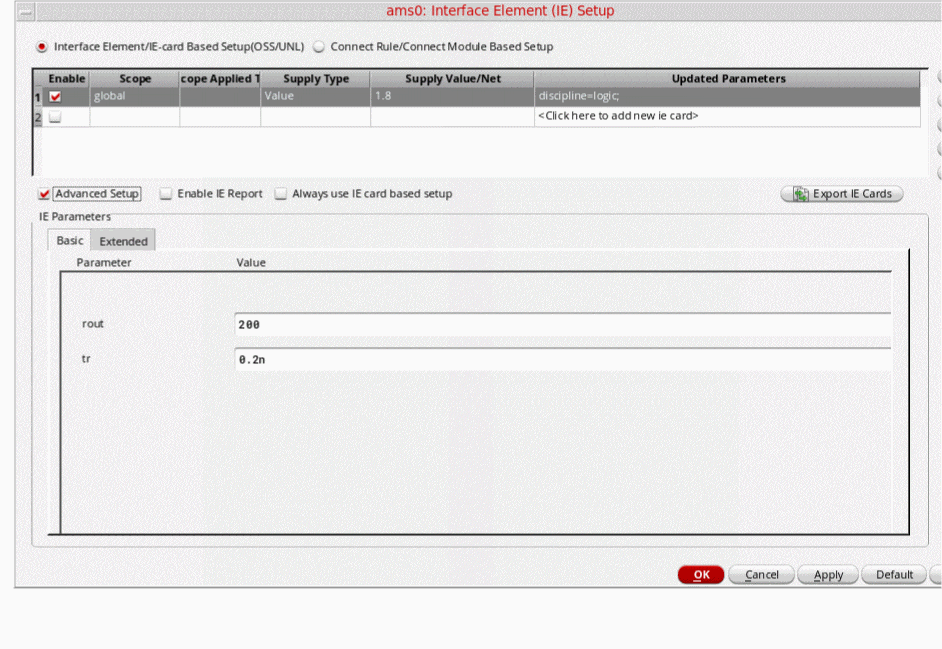 ams0: Interface Element (IE) Setup
Interface Element/IE-card Based Setup(OSS/UNL) Connect Rule/Connect Module Based Setup
Enable Scope cope Applied T Supply Type Supply Value/Net Updated Parameters
1 global Value 1.8 discipline=logic;
2 <Click here to add new ie card>
Advanced Setup Enable IE Report Always use IE card based setup Export IE Cards
IE Parameters
Basic Extended
Parameter Value
rout 200
tr 0.2n
OK Cancel Apply Default